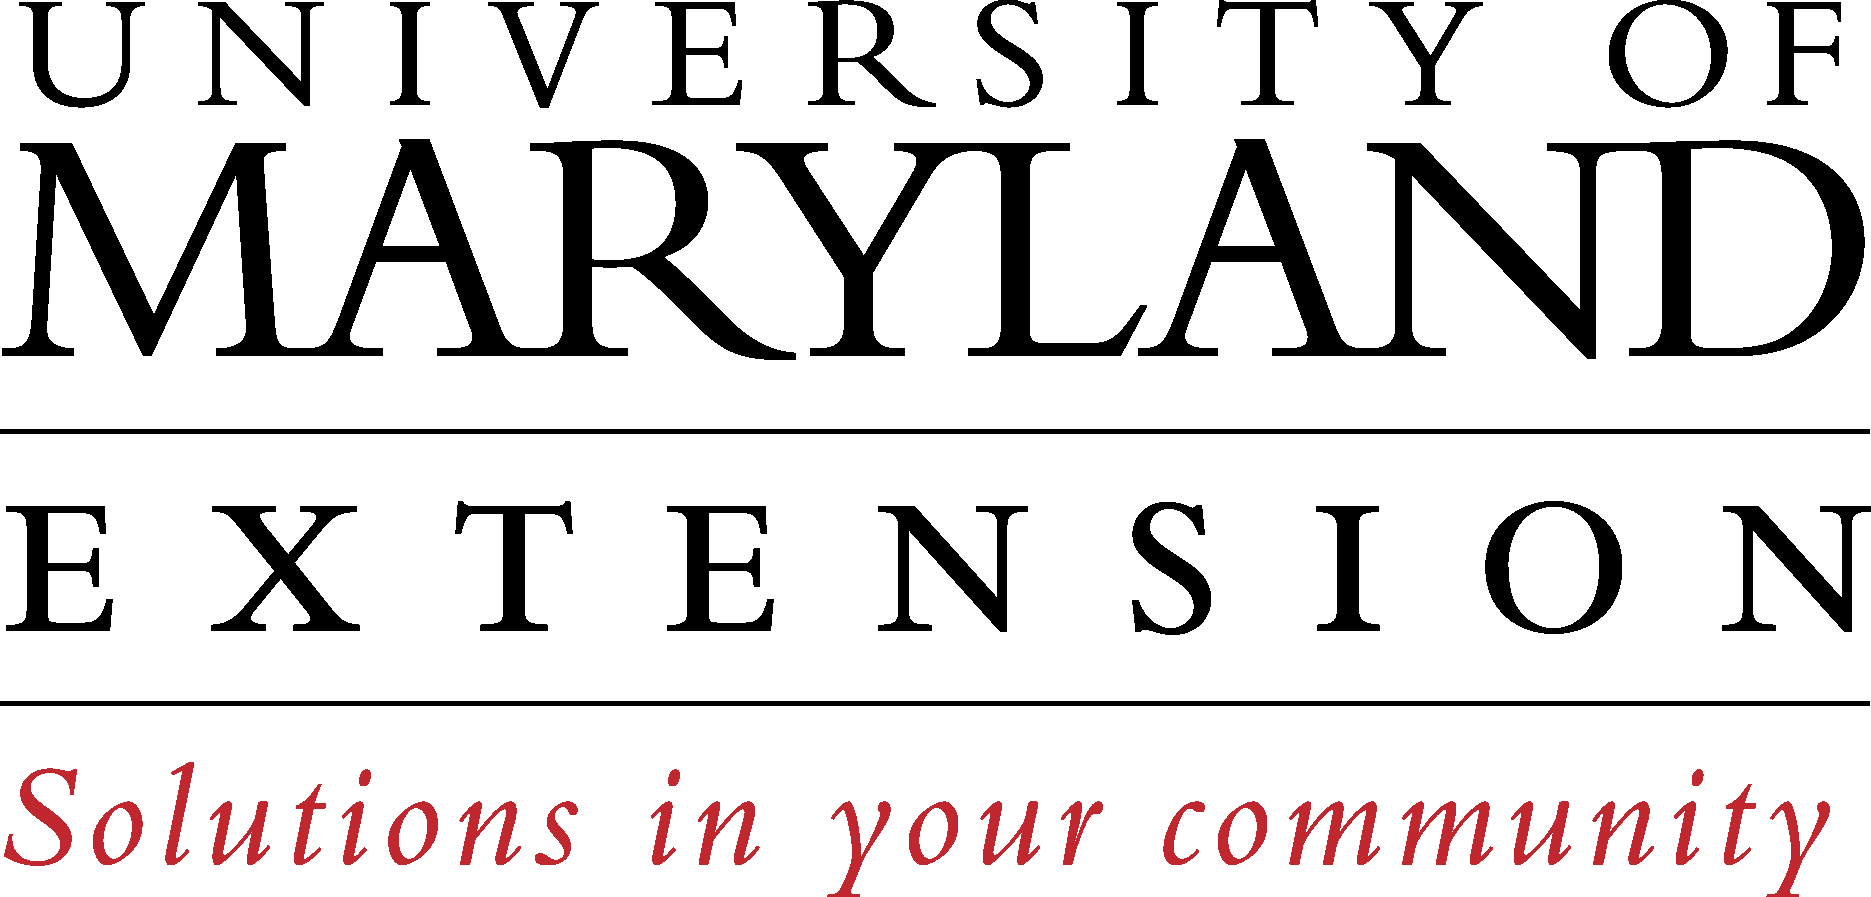 UNIVERSITY OF
MARYLAND
EXTENSION
Solutions in your community